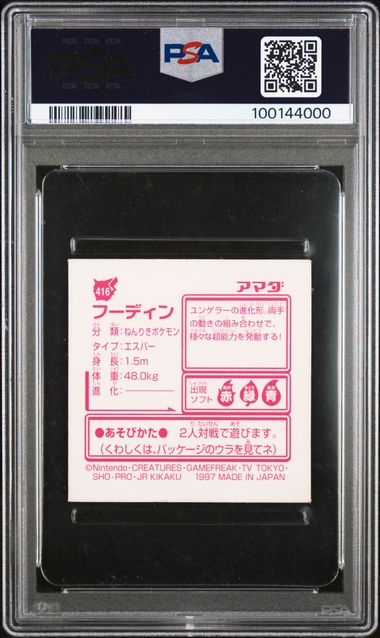 PSA
PSA
100144000
416
アマダ
フーディン
分類:ねんりきポケモン
タイプ:エスパー
身長:1.5m
体重:48.0kg
進化:
ユンゲラーの進化形。両手
の動きの組み合わせで、
様々な超能力を発動する!
出現
ソフト
赤 緑 青
●あそびかた● 2人対戦で遊びます。
(くわしくは、パッケージのウラを見てネ)
©Nintendo・CREATURES・GAMEFREAK・TV TOKYO・
SHO-PRO・JR KIKAKU 1997 MADE IN JAPAN